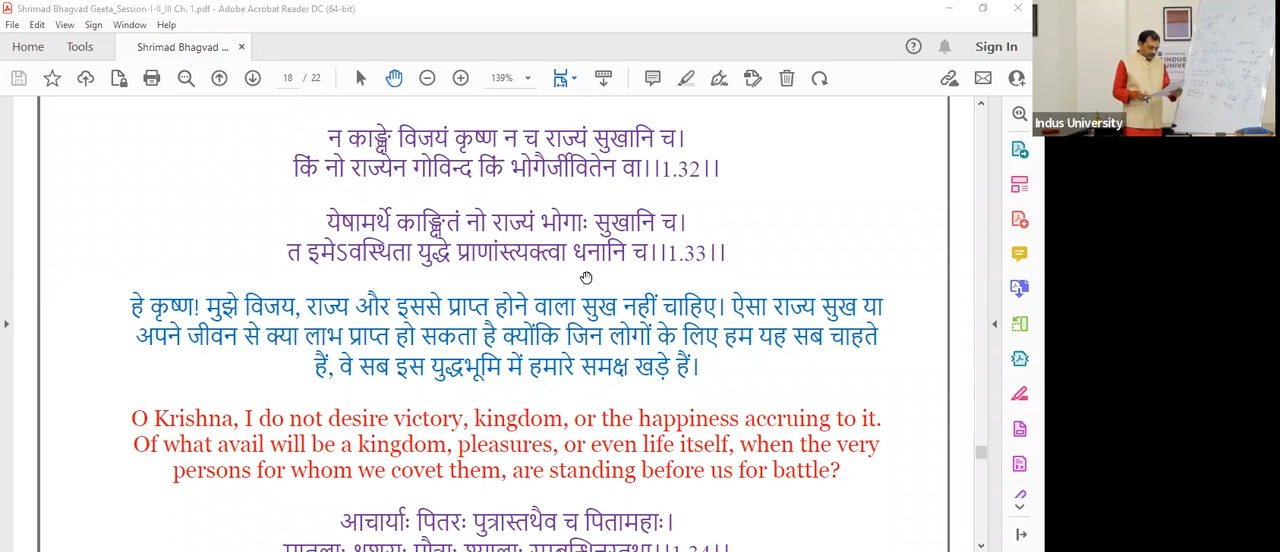 Shrimad Bhagvad Geeta_Session-I-II_III Ch. 1.pdf - Adobe Acrobat Reader DC (64-bit)
File Edit View Sign Window Help
Home Tools Shrimad Bhagvad ... × Sign In
18 / 22 139%
न काङ्क्षे विजयं कृष्ण न च राज्यं सुखानि च।
किं नो राज्येन गोविन्द किं भोगैर्जीवितेन वा।।1.32।।
येषामर्थे काङ्क्षितं नो राज्यं भोगाः सुखानि च।
त इमेऽवस्थिता युद्धे प्राणांस्त्यक्त्वा धनानि च।।1.33।।
हे कृष्ण! मुझे विजय, राज्य और इससे प्राप्त होने वाला सुख नहीं चाहिए। ऐसा राज्य सुख या
अपने जीवन से क्या लाभ प्राप्त हो सकता है क्योंकि जिन लोगों के लिए हम यह सब चाहते
हैं, वे सब इस युद्धभूमि में हमारे समक्ष खड़े हैं।
O Krishna, I do not desire victory, kingdom, or the happiness accruing to it.
Of what avail will be a kingdom, pleasures, or even life itself, when the very
persons for whom we covet them, are standing before us for battle?
आचार्याः पितरः पुत्रास्तथैव च पितामहाः।
Indus University